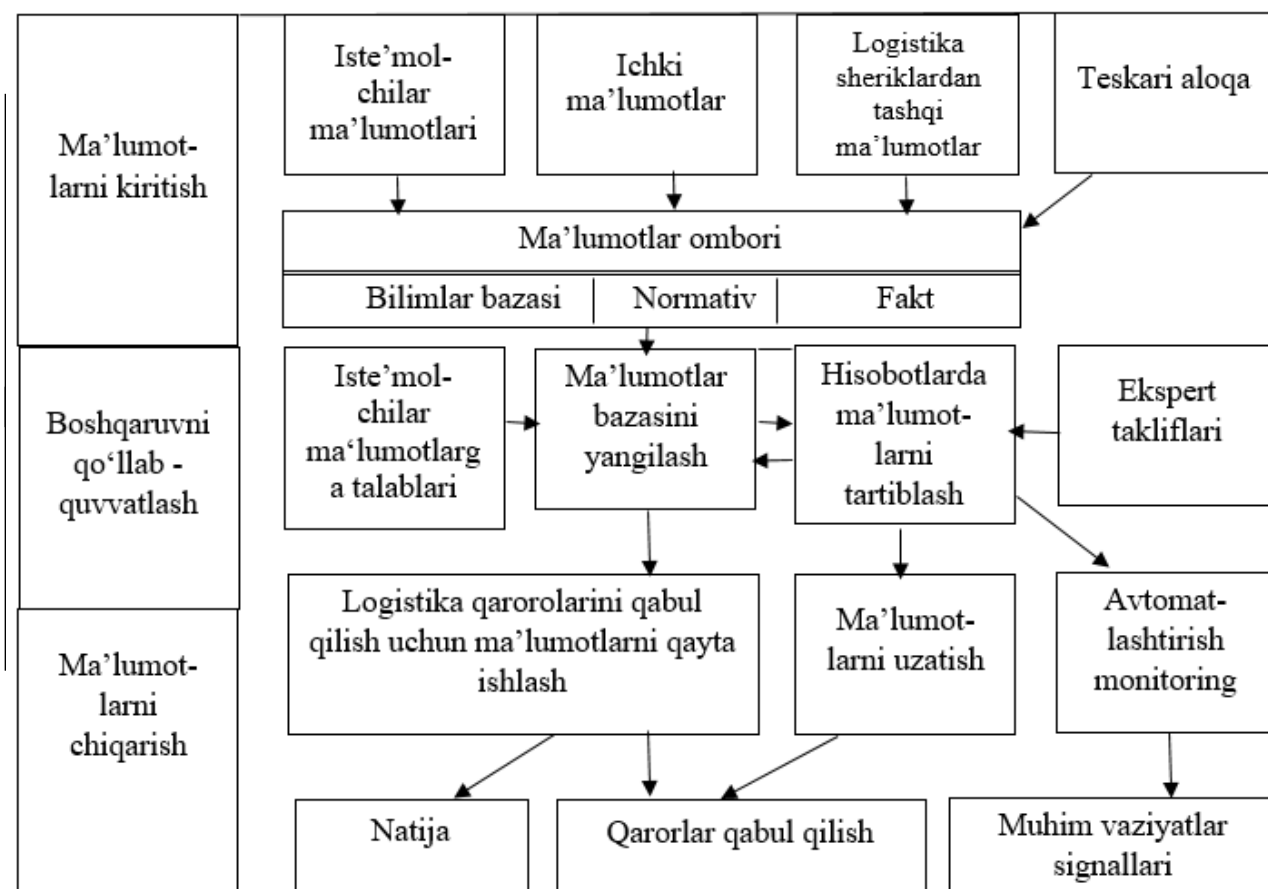 Ma’lumot-
larni kiritish
Iste’mol-
chilar
ma’lumotlari
Ichki
ma’lumotlar
Logistika
sheriklardan
tashqi
ma’lumotlar
Teskari aloqa
Ma’lumotlar ombori
Bilimlar bazasi
Normativ
Fakt
Boshqaruvni
qo‘llab -
quvvatlash
Iste’mol-
chilar
ma‘lumotlarg
a talablari
Ma’lumotlar
bazasini
yangilash
Hisobotlarda
ma’lumot-
larni
tartiblash
Ekspert
takliflari
Ma’lumot-
larni
chiqarish
Logistika qarorolarini qabul
qilish uchun ma’lumotlarni qayta
ishlash
Ma’lumot-
larni uzatish
Avtomat-
lashtirish
monitoring
Natija
Qarorlar qabul qilish
Muhim vaziyatlar
signallari